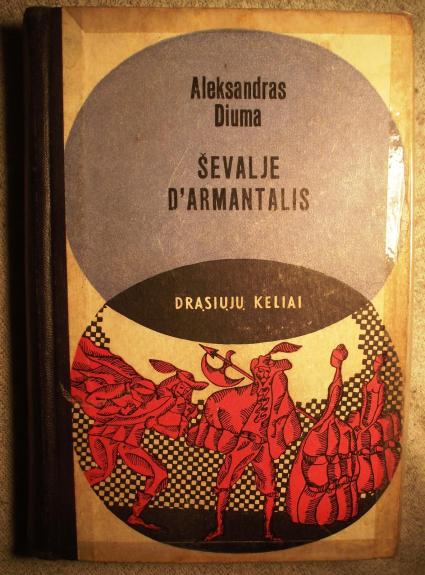 Aleksandras
Diuma
ŠEVALJE
D'ARMANTALIS
DRĄSIŲJŲ KELIAI